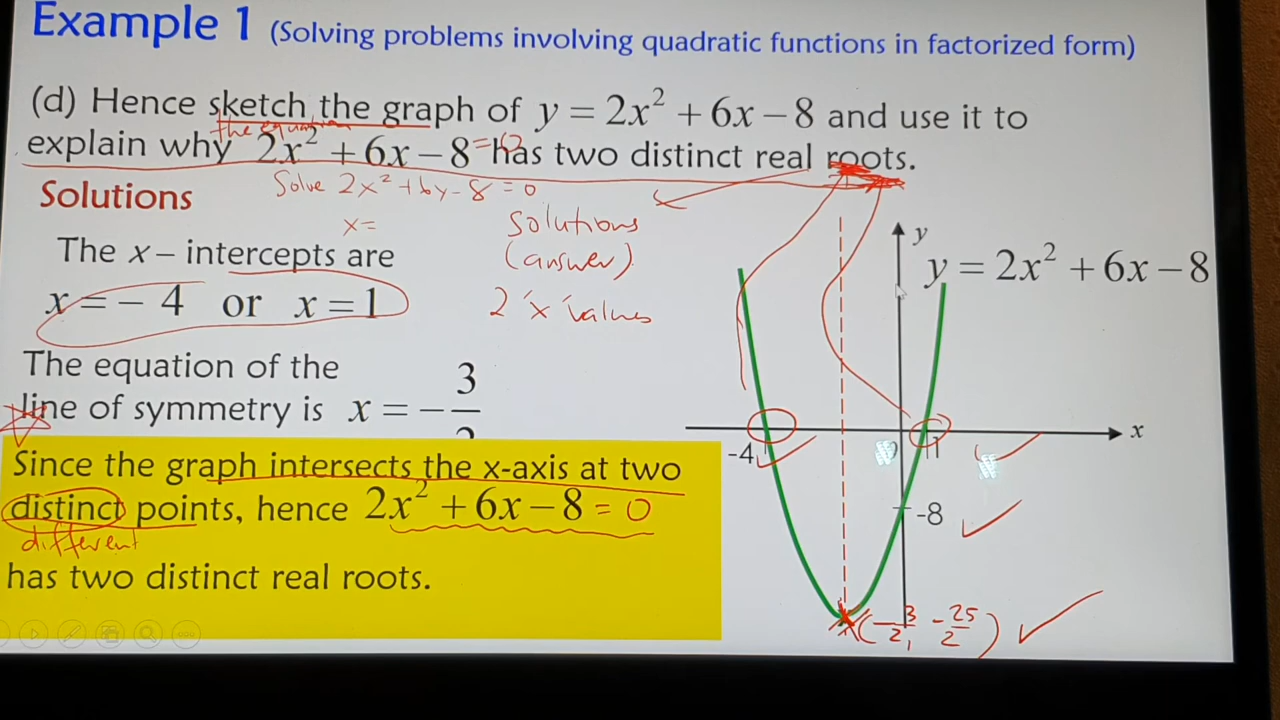 Example 1 (Solving problems involving quadratic functions in factorized form)
(d) Hence sketch the graph of y = 2x² + 6x − 8 and use it to
the equation
explain why 2x² + 6x − 8 = 0 has two distinct real roots.
Solve 2x² + 6x - 8 = 0
x =
Solutions
solutions
(answer)
2 'x' values
The x – intercepts are
x = − 4 or x = 1
The equation of the
line of symmetry is x = − 3
Since the graph intersects the x-axis at two
distinct points, hence 2x² + 6x − 8 = 0
different
has two distinct real roots.
y
y = 2x² + 6x − 8
x
-4
1
-8
(-3/2, -25/2)